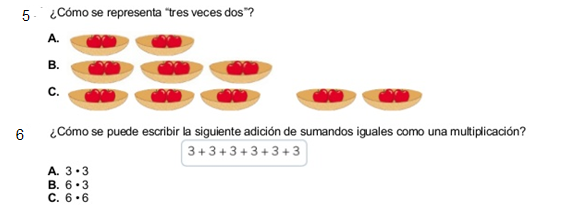 5. ¿Cómo se representa “tres veces dos”?
A.
B.
C.
6 ¿Cómo se puede escribir la siguiente adición de sumandos iguales como una multiplicación?
3 + 3 + 3 + 3 + 3 + 3
A. 3 • 3
B. 6 • 3
C. 6 • 6